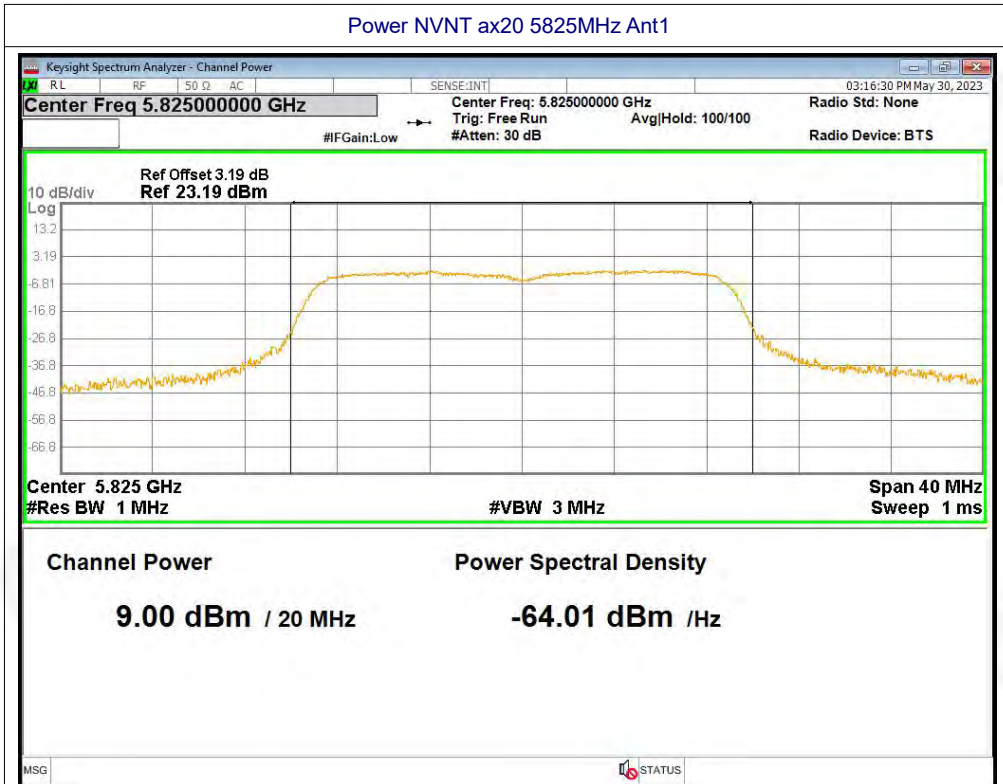 Power NVNT ax20 5825MHz Ant1
Keysight Spectrum Analyzer - Channel Power
LXI RL RF 50 Ω AC SENSE:INT 03:16:30 PM May 30, 2023
Center Freq 5.825000000 GHz Center Freq: 5.825000000 GHz Radio Std: None
Trig: Free Run Avg|Hold: 100/100
#IFGain:Low #Atten: 30 dB Radio Device: BTS
Ref Offset 3.19 dB
10 dB/div Ref 23.19 dBm
Log
13.2
3.19
-6.81
-16.8
-26.8
-36.8
-46.8
-56.8
-66.8
Center 5.825 GHz Span 40 MHz
#Res BW 1 MHz #VBW 3 MHz Sweep 1 ms
Channel Power Power Spectral Density
9.00 dBm / 20 MHz -64.01 dBm /Hz
MSG STATUS